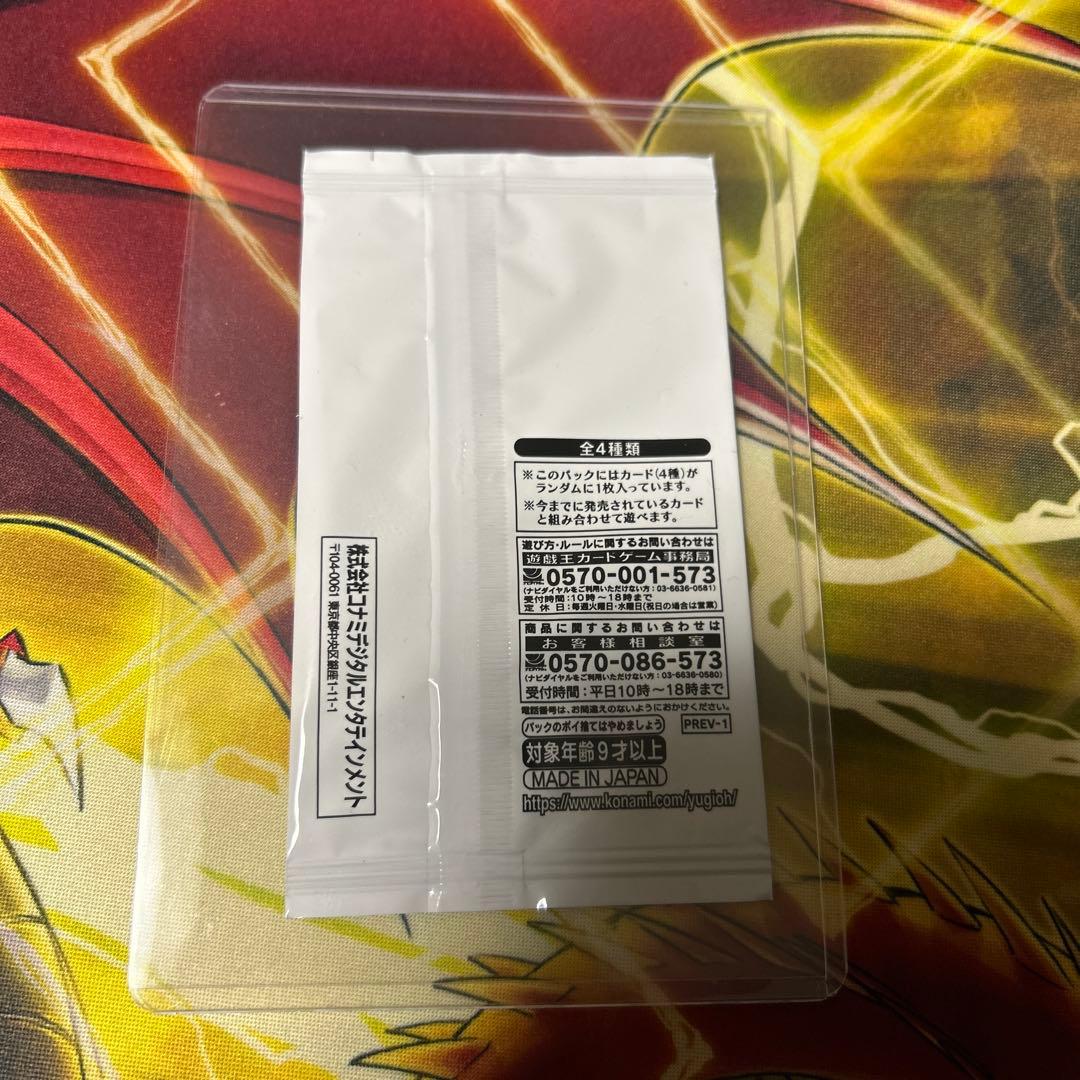 全4種類
※このパックにはカード(4種)が
ランダムに1枚入っています。
※今までに発売されているカード
と組み合わせて遊べます。
遊び方・ルールに関するお問い合わせは
遊戯王カードゲーム事務局
0570-001-573
(ナビダイヤルをご利用いただけない方:03-6636-0581)
受付時間:10時～18時まで
定休日:毎週火曜日・水曜日(祝日の場合は営業)
商品に関するお問い合わせは
お客様相談室
0570-086-573
(ナビダイヤルをご利用いただけない方:03-6636-0580)
受付時間:平日10時～18時まで
電話番号は、お間違えのないようにおかけください。
パックのポイ捨てはやめましょう
PREV-1
対象年齢9才以上
MADE IN JAPAN
https://www.konami.com/yugioh/
株式会社コナミデジタルエンタテインメント
〒104-0061 東京都中央区銀座1-11-1